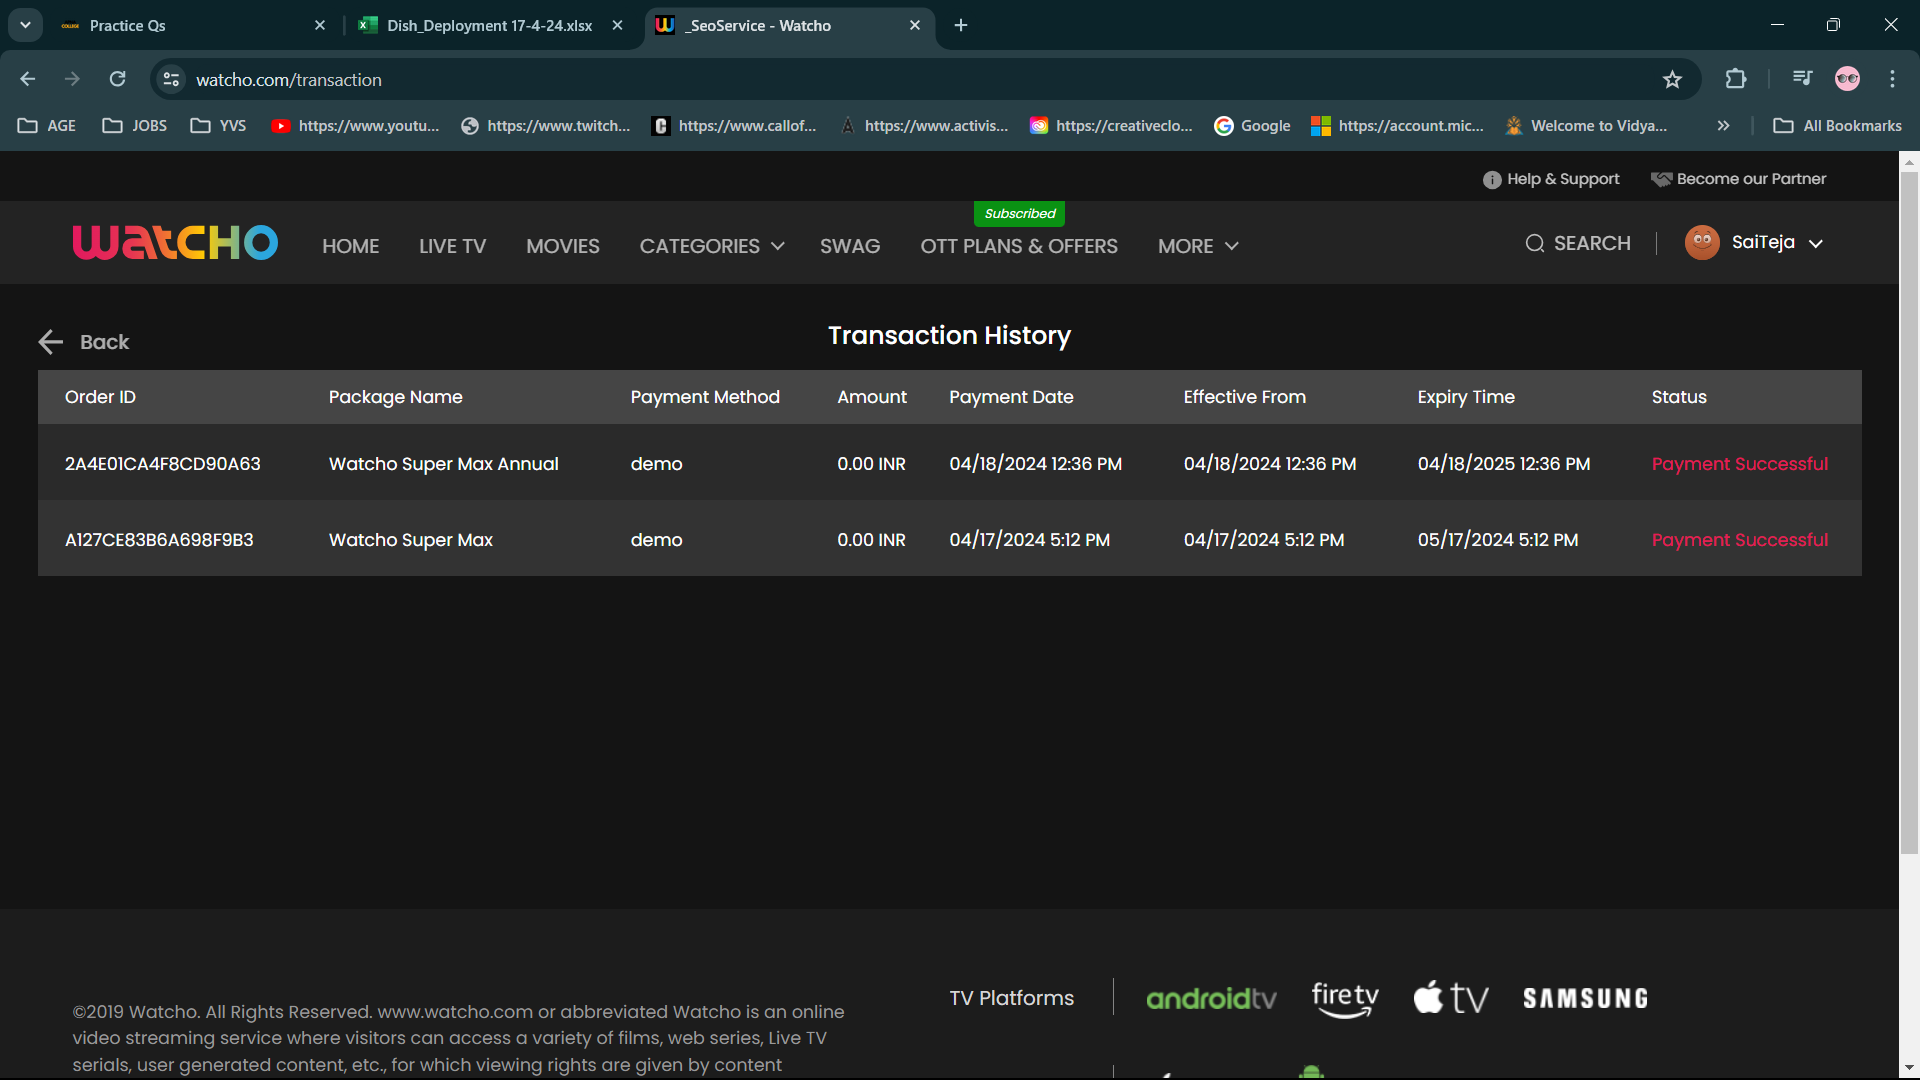 Practice Qs
Dish_Deployment 17-4-24.xlsx
_SeoService - Watcho
watcho.com/transaction
AGE
JOBS
YVS
https://www.youtu...
https://www.twitch...
https://www.callof...
https://www.activis...
https://creativeclo...
Google
https://account.mic...
Welcome to Vidya...
All Bookmarks
Help & Support
Become our Partner
Subscribed
WatCHO
HOME
LIVE TV
MOVIES
CATEGORIES
SWAG
OTT PLANS & OFFERS
MORE
SEARCH
SaiTeja
Back
Transaction History
Order ID Package Name Payment Method Amount Payment Date Effective From Expiry Time Status
2A4E01CA4F8CD90A63 Watcho Super Max Annual demo 0.00 INR 04/18/2024 12:36 PM 04/18/2024 12:36 PM 04/18/2025 12:36 PM Payment Successful
A127CE83B6A698F9B3 Watcho Super Max demo 0.00 INR 04/17/2024 5:12 PM 04/17/2024 5:12 PM 05/17/2024 5:12 PM Payment Successful
©2019 Watcho. All Rights Reserved. www.watcho.com or abbreviated Watcho is an online
video streaming service where visitors can access a variety of films, web series, Live TV
serials, user generated content, etc., for which viewing rights are given by content
TV Platforms
androidtv
firetv
tv
SAMSUNG